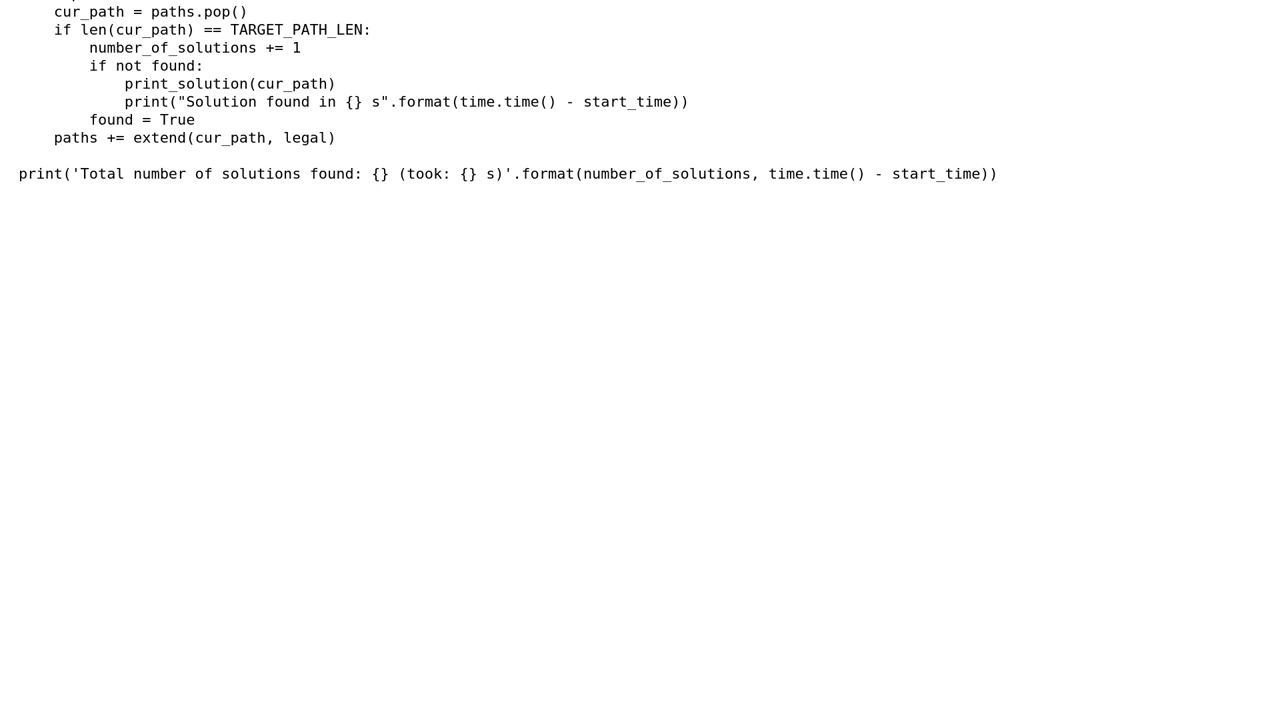 cur_path = paths.pop()
    if len(cur_path) == TARGET_PATH_LEN:
        number_of_solutions += 1
        if not found:
            print_solution(cur_path)
            print("Solution found in {} s".format(time.time() - start_time))
        found = True
    paths += extend(cur_path, legal)

print('Total number of solutions found: {} (took: {} s)'.format(number_of_solutions, time.time() - start_time))